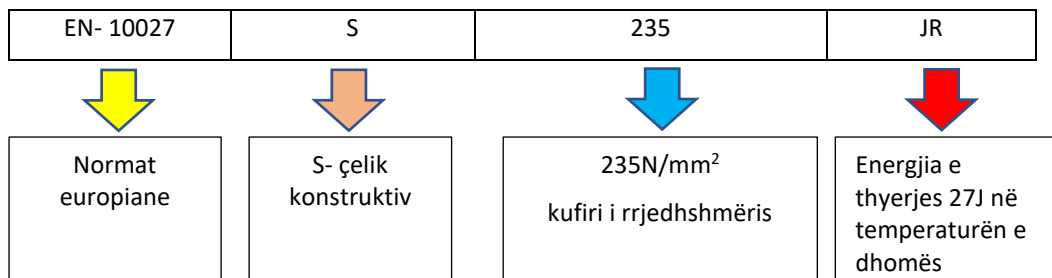 EN- 10027 S 235 JR
Normat
europiane
S- çelik
konstruktiv
235N/mm²
kufiri i rrjedhshmëris
Energjia e
thyerjes 27J në
temperaturën e
dhomës